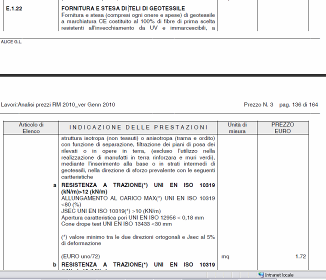 E.1.22 FORNITURA E STESA DI TELI DI GEOTESSILE
Fornitura e stesa (compresi ogni onere e spese) di geotessile
a marchiatura CE costituito al 100% di fibre di prima scelta
resistenti all'invecchiamento da UV e immarcescibili, a
ALICE G.L.
Lavori:Analisi prezzi RM 2010_ver Genn 2010 Prezzo N. 3 pag. 136 di 164
Articolo di Elenco
INDICAZIONE DELLE PRESTAZIONI
Unità di misura
PREZZO EURO
struttura isotropa (non tessuti) o anisotropa (trama e ordito)
con funzione di separazione, filtrazione dei piani di posa dei
rilevati o in opere in terra, (escluso l'utilizzo nella
realizzazione di manufatti in terra rinforzata e muri verdi),
mediante l'inserimento alla base o in strati intermedi di
geotessili, nella direzione di sforzo prevalente con le seguenti
caratteristiche
a RESISTENZA A TRAZIONE(*) UNI EN ISO 10319
(kN/m)>12 (kN/m)
ALLUNGAMENTO AL CARICO MAX(*) UNI EN ISO 10319
(%)
JSEC UNI EN ISO 10319(*) >10 (KN/m)
Apertura caratteristica pori UNI EN ISO 12956 0,18 mm
Cone drope test UNI EN ISO 13433 <30 mm
(*) valore minimo tra le due direzioni ortogonali e Jsec al 5%
di deformazione
(EURO uno/72) mq 1.72
b RESISTENZA A TRAZIONE(*) UNI EN ISO 10319
Intranet locale